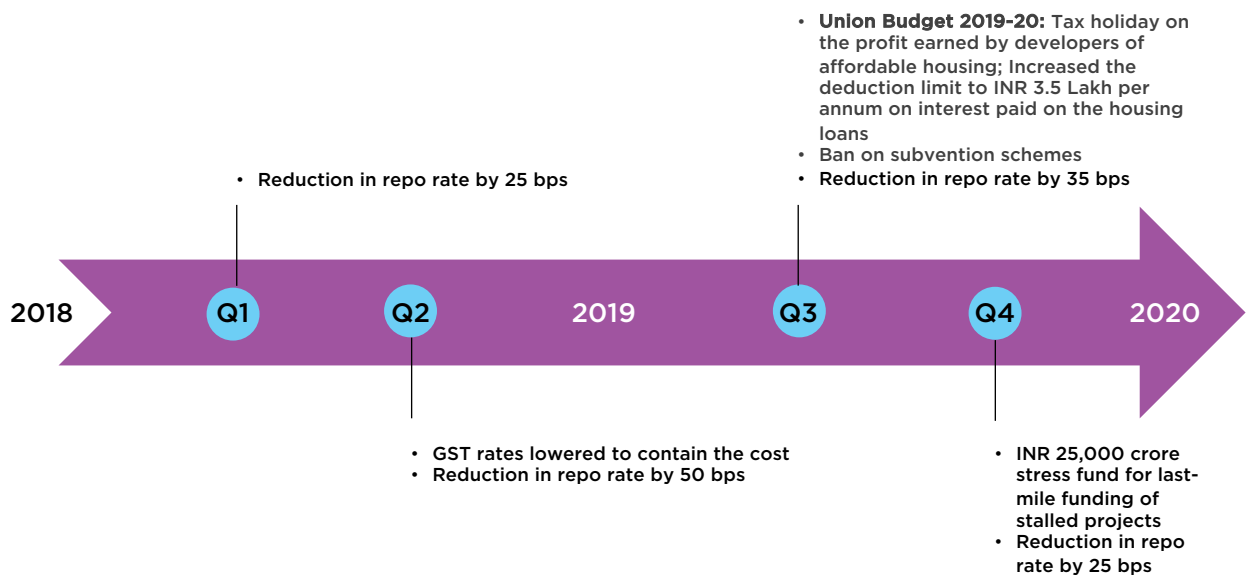 • Union Budget 2019-20: Tax holiday on
the profit earned by developers of
affordable housing; Increased the
deduction limit to INR 3.5 Lakh per
annum on interest paid on the housing
loans
• Ban on subvention schemes
• Reduction in repo rate by 35 bps
• Reduction in repo rate by 25 bps
2018
Q1
Q2
2019
Q3
Q4
2020
• GST rates lowered to contain the cost
• Reduction in repo rate by 50 bps
• INR 25,000 crore
stress fund for last-
mile funding of
stalled projects
• Reduction in repo
rate by 25 bps